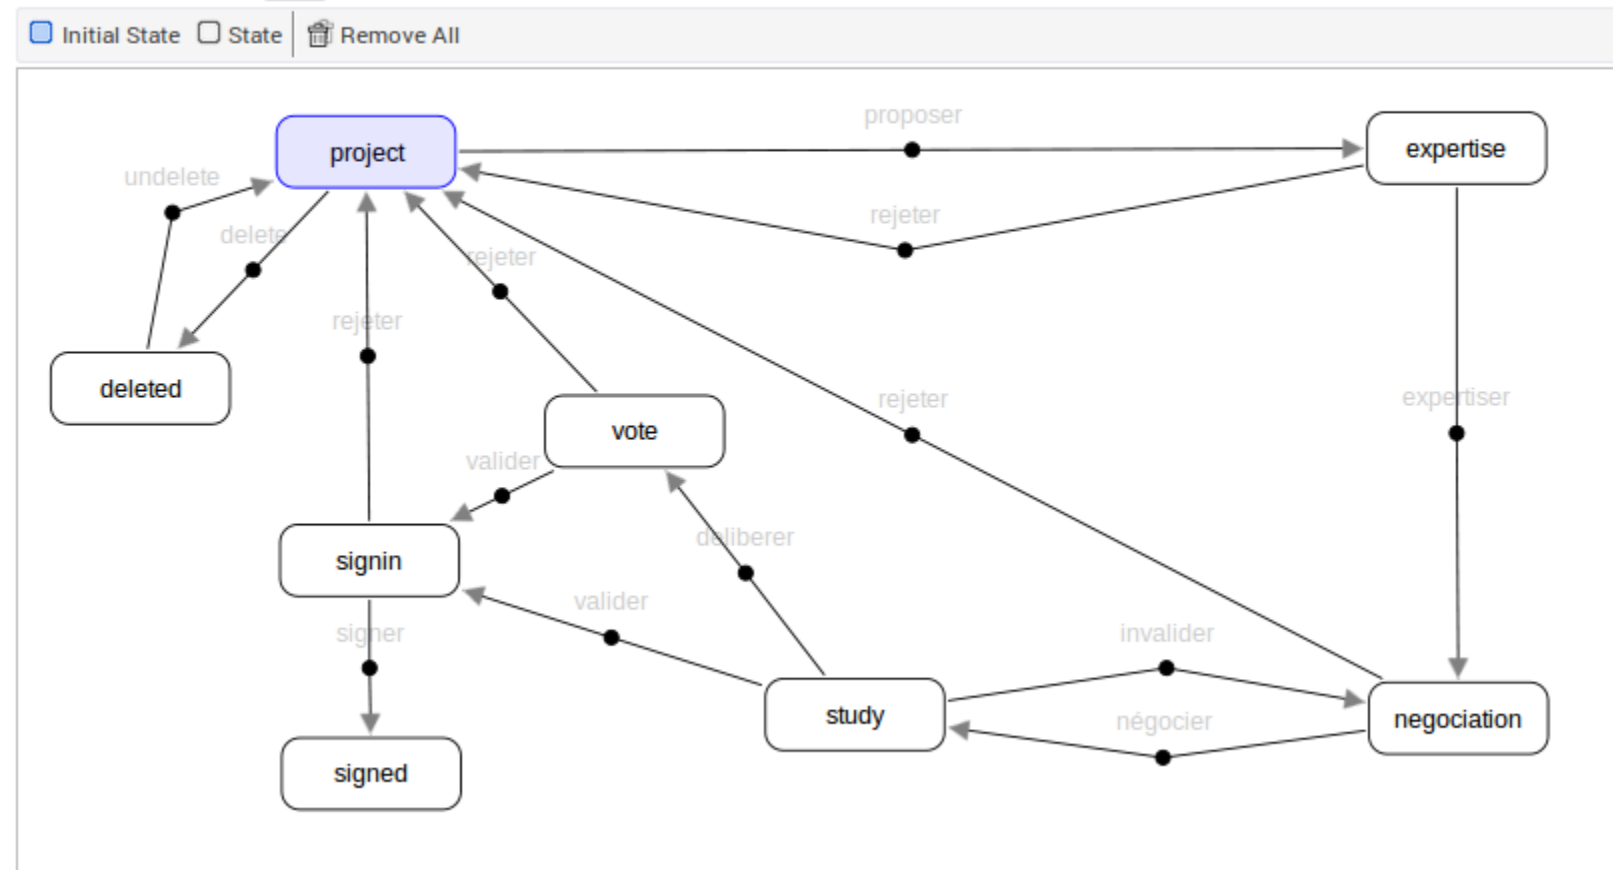 Initial State State Remove All
proposer
project
expertise
undelete
rejeter
delete
rejeter
rejeter
deleted
rejeter
expertiser
vote
valider
deliberer
signin
valider
signer
invalider
study
négocier
negociation
signed